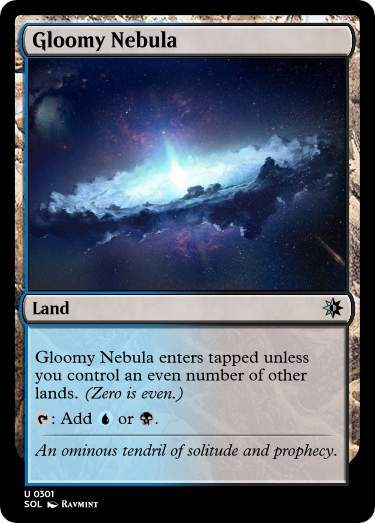 Gloomy Nebula
Land
Gloomy Nebula enters tapped unless
you control an even number of other
lands. (Zero is even.)
: Add or .
An ominous tendril of solitude and prophecy.
U 0301
SOL Ravmint